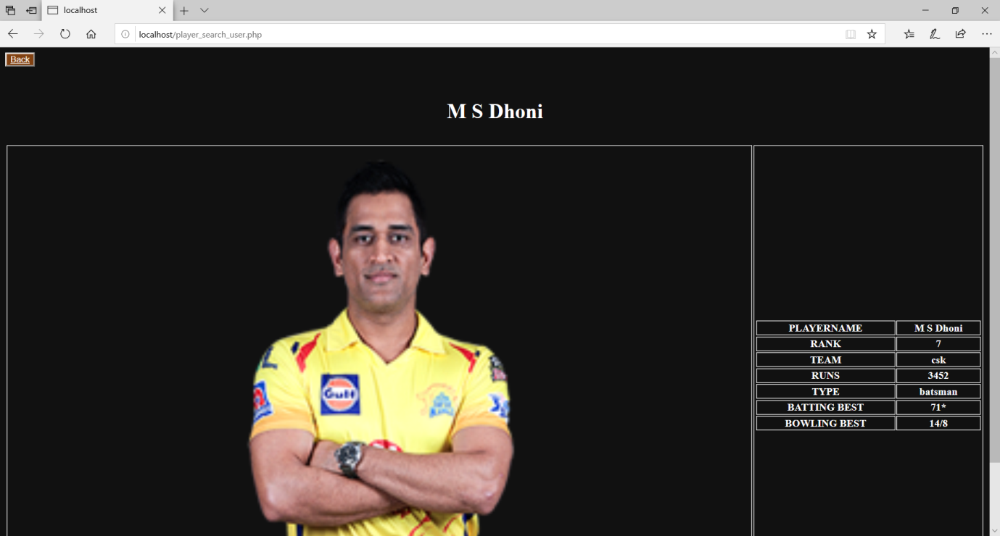 localhost
localhost/player_search_user.php
Back
M S Dhoni
Gulf
PLAYERNAME M S Dhoni
RANK 7
TEAM csk
RUNS 3452
TYPE batsman
BATTING BEST 71*
BOWLING BEST 14/8